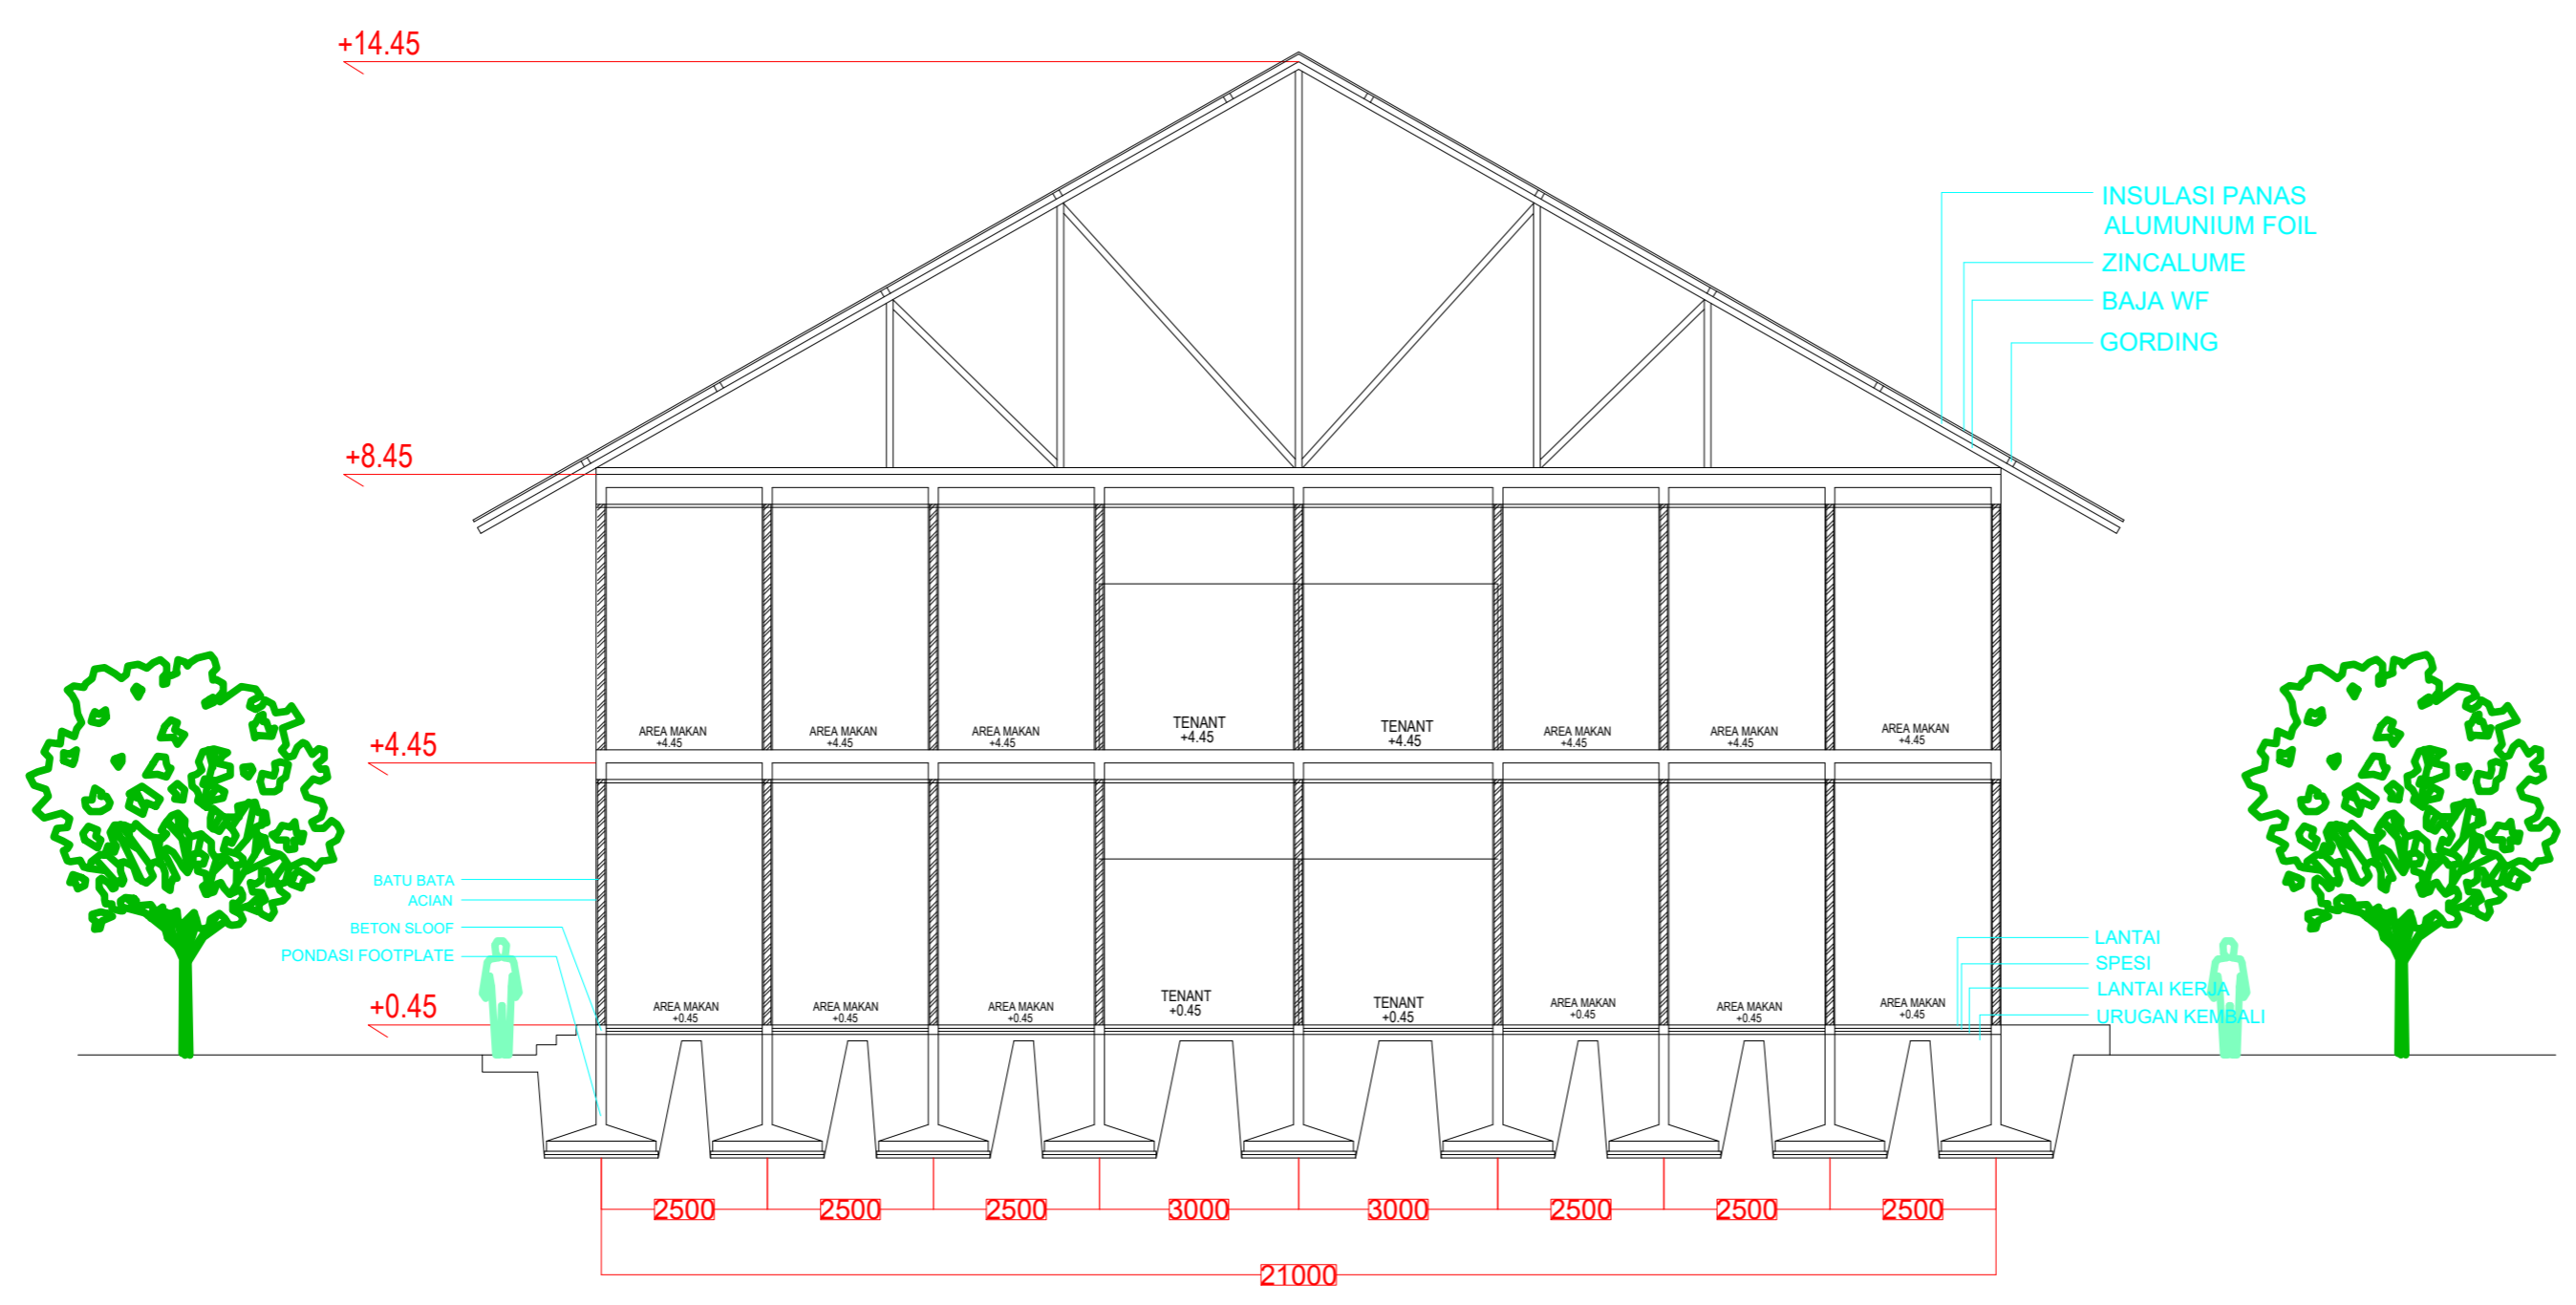 +14.45
INSULASI PANAS
ALUMUNIUM FOIL
ZINCALUME
BAJA WF
GORDING
+8.45
AREA MAKAN
+4.45
AREA MAKAN
+4.45
AREA MAKAN
+4.45
TENANT
+4.45
TENANT
+4.45
AREA MAKAN
+4.45
AREA MAKAN
+4.45
AREA MAKAN
+4.45
+4.45
BATU BATA
ACIAN
BETON SLOOF
PONDASI FOOTPLATE
LANTAI
SPESI
LANTAI KERJA
URUGAN KEMBALI
+0.45
AREA MAKAN
+0.45
AREA MAKAN
+0.45
AREA MAKAN
+0.45
TENANT
+0.45
TENANT
+0.45
AREA MAKAN
+0.45
AREA MAKAN
+0.45
AREA MAKAN
+0.45
2500
2500
2500
3000
3000
2500
2500
2500
21000